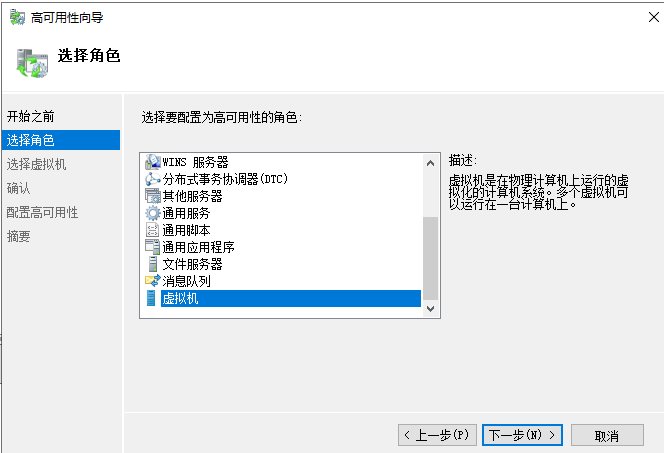 高可用性向导
选择角色
开始之前
选择角色
选择虚拟机
确认
配置高可用性
摘要
选择要配置为高可用性的角色:
WINS 服务器
分布式事务协调器(DTC)
其他服务器
通用服务
通用脚本
通用应用程序
文件服务器
消息队列
虚拟机
描述:
虚拟机是在物理计算机上运行的虚
拟化的计算机系统。多个虚拟机可
以运行在一台计算机上。
< 上一步(P)
下一步(N) >
取消